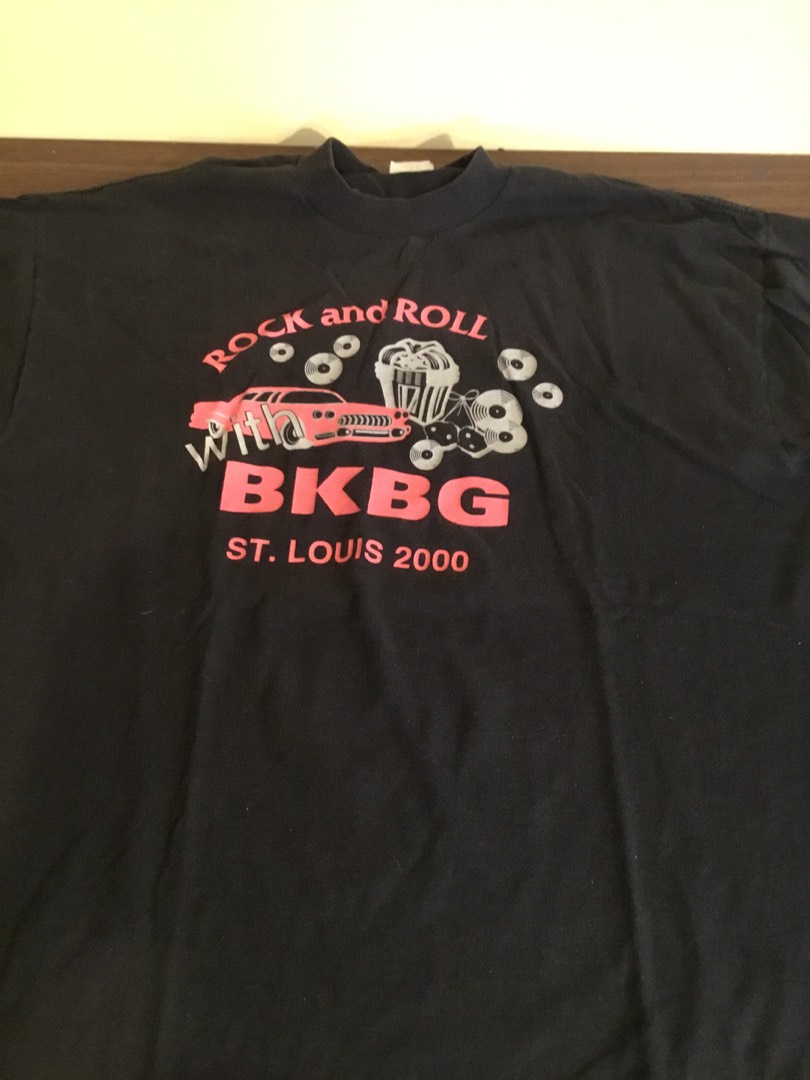 ROCK and ROLL
with
BKBG
ST. LOUIS 2000